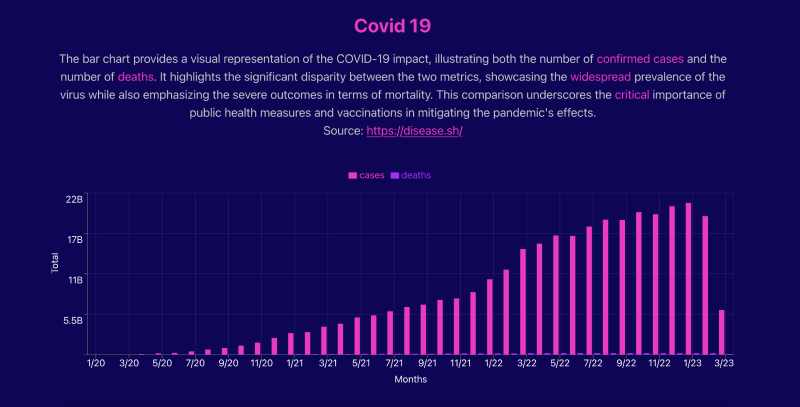 Covid 19
The bar chart provides a visual representation of the COVID-19 impact, illustrating both the number of confirmed cases and the
number of deaths. It highlights the significant disparity between the two metrics, showcasing the widespread prevalence of the
virus while also emphasizing the severe outcomes in terms of mortality. This comparison underscores the critical importance of
public health measures and vaccinations in mitigating the pandemic's effects.
Source: https://disease.sh/
cases deaths
22B
17B
11B
5.5B
Total
1/20 3/20 5/20 7/20 9/20 11/20 1/21 3/21 5/21 7/21 9/21 11/21 1/22 3/22 5/22 7/22 9/22 11/22 1/23 3/23
Months